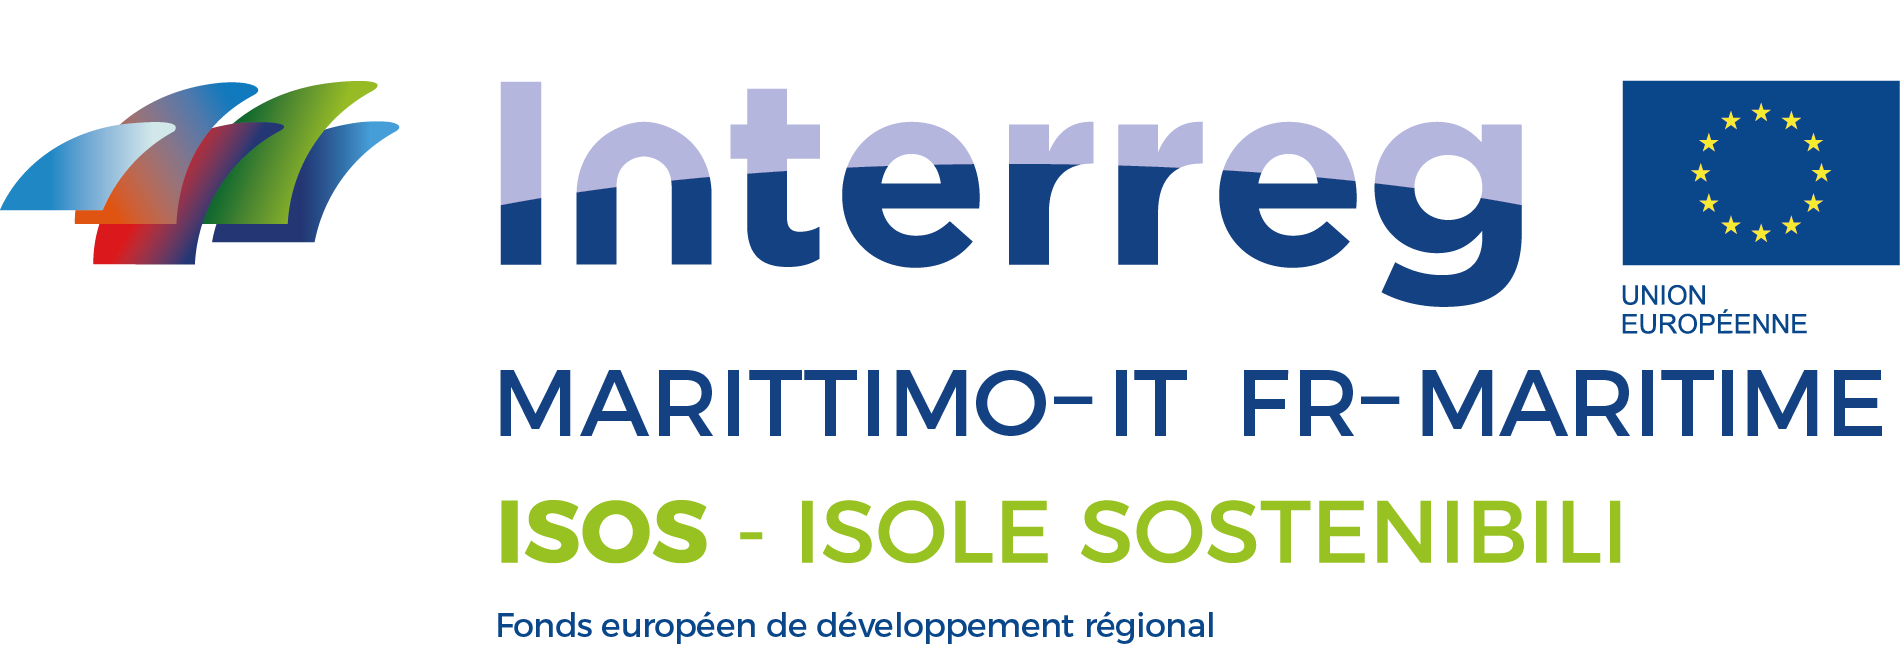 Interreg
UNION
EUROPÉENNE
MARITTIMO-IT FR-MARITIME
ISOS - ISOLE SOSTENIBILI
Fonds européen de développement régional